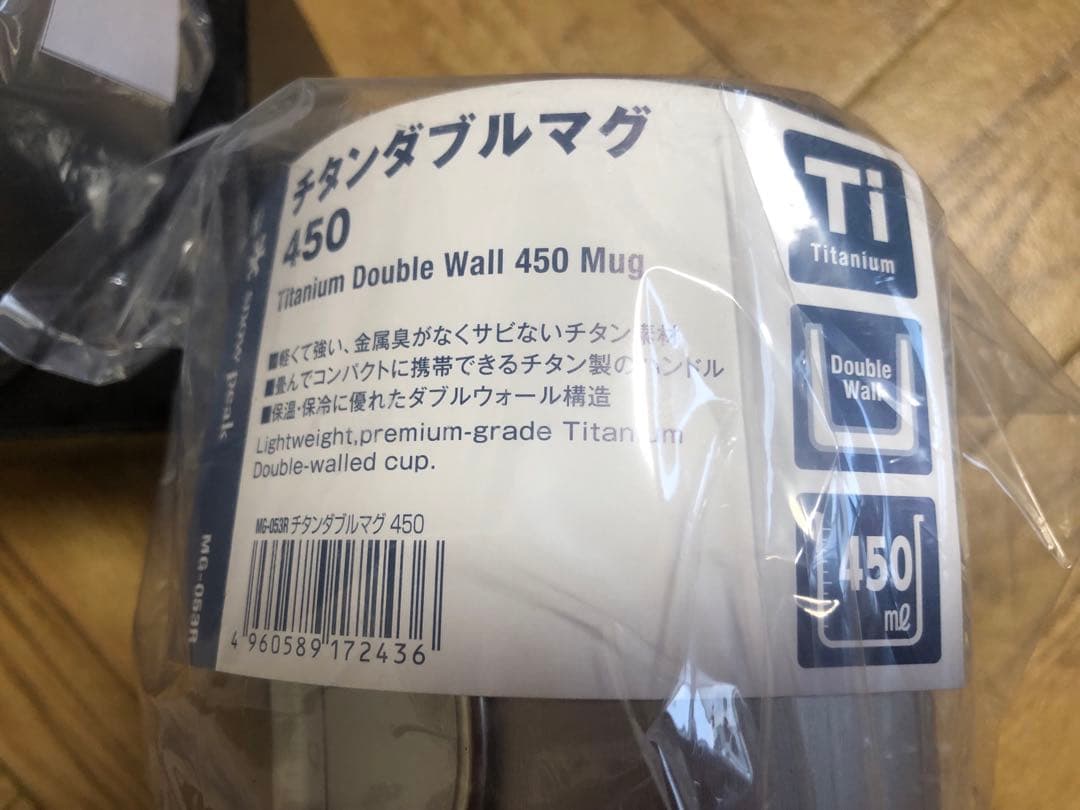 チタンダブルマグ
450
Titanium Double Wall 450 Mug
■軽くて強い、金属臭がなくサビないチタン素材
■畳んでコンパクトに携帯できるチタン製のハンドル
■保温・保冷に優れたダブルウォール構造
Lightweight,premium-grade Titanium
Double-walled cup.
MG-053R チタンダブルマグ 450
4 960589 172436
snow peak
MG-053R
Ti
Titanium
Double
Wall
450
ml